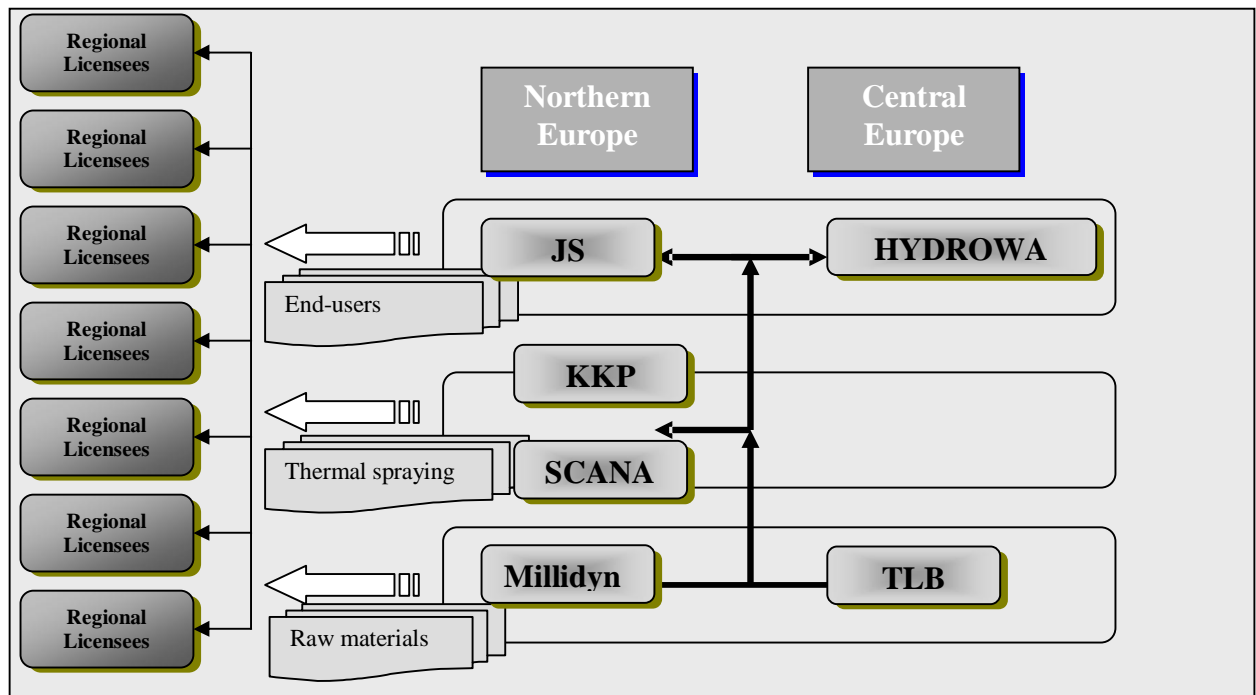 Regional
Licensees
Regional
Licensees
Regional
Licensees
Regional
Licensees
Regional
Licensees
Regional
Licensees
Regional
Licensees
Northern
Europe
Central
Europe
JS
HYDROWA
End-users
KKP
SCANA
Thermal spraying
Millidyn
TLB
Raw materials